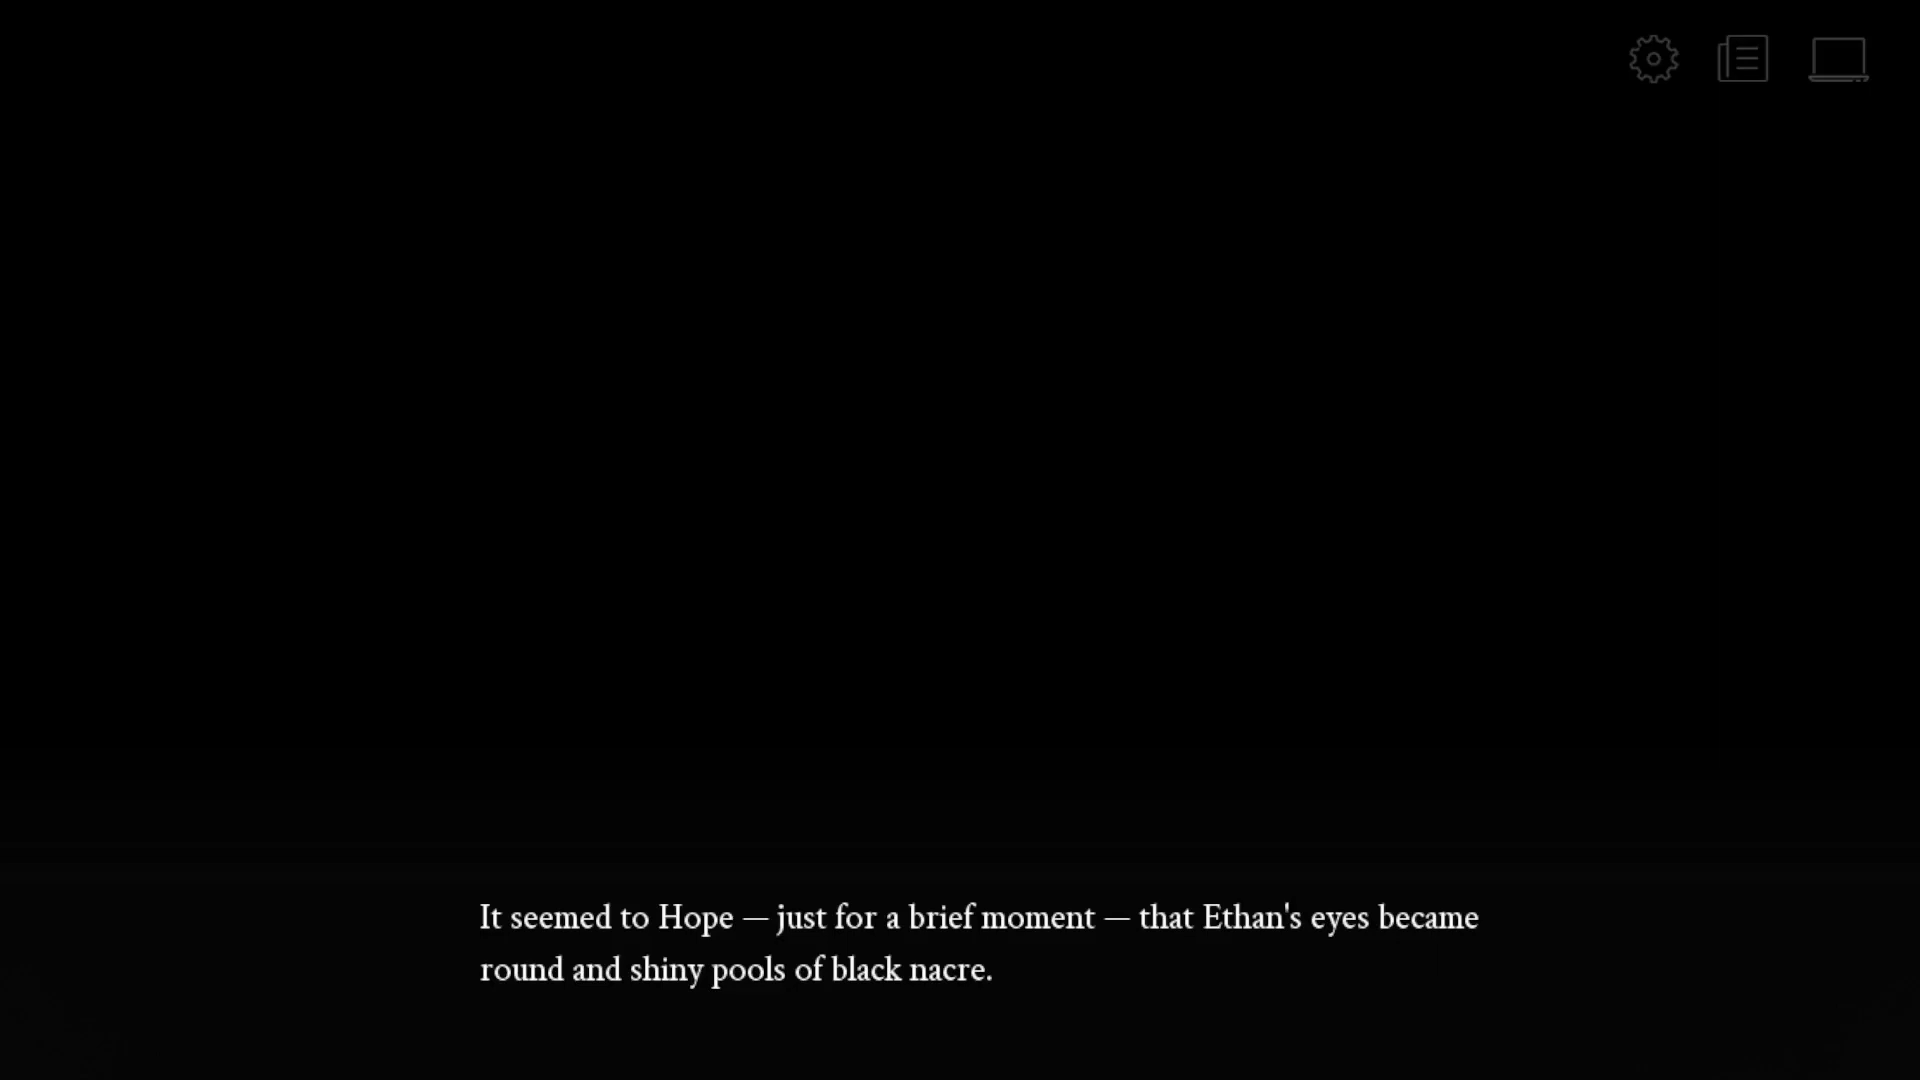 It seemed to Hope — just for a brief moment — that Ethan's eyes became
round and shiny pools of black nacre.